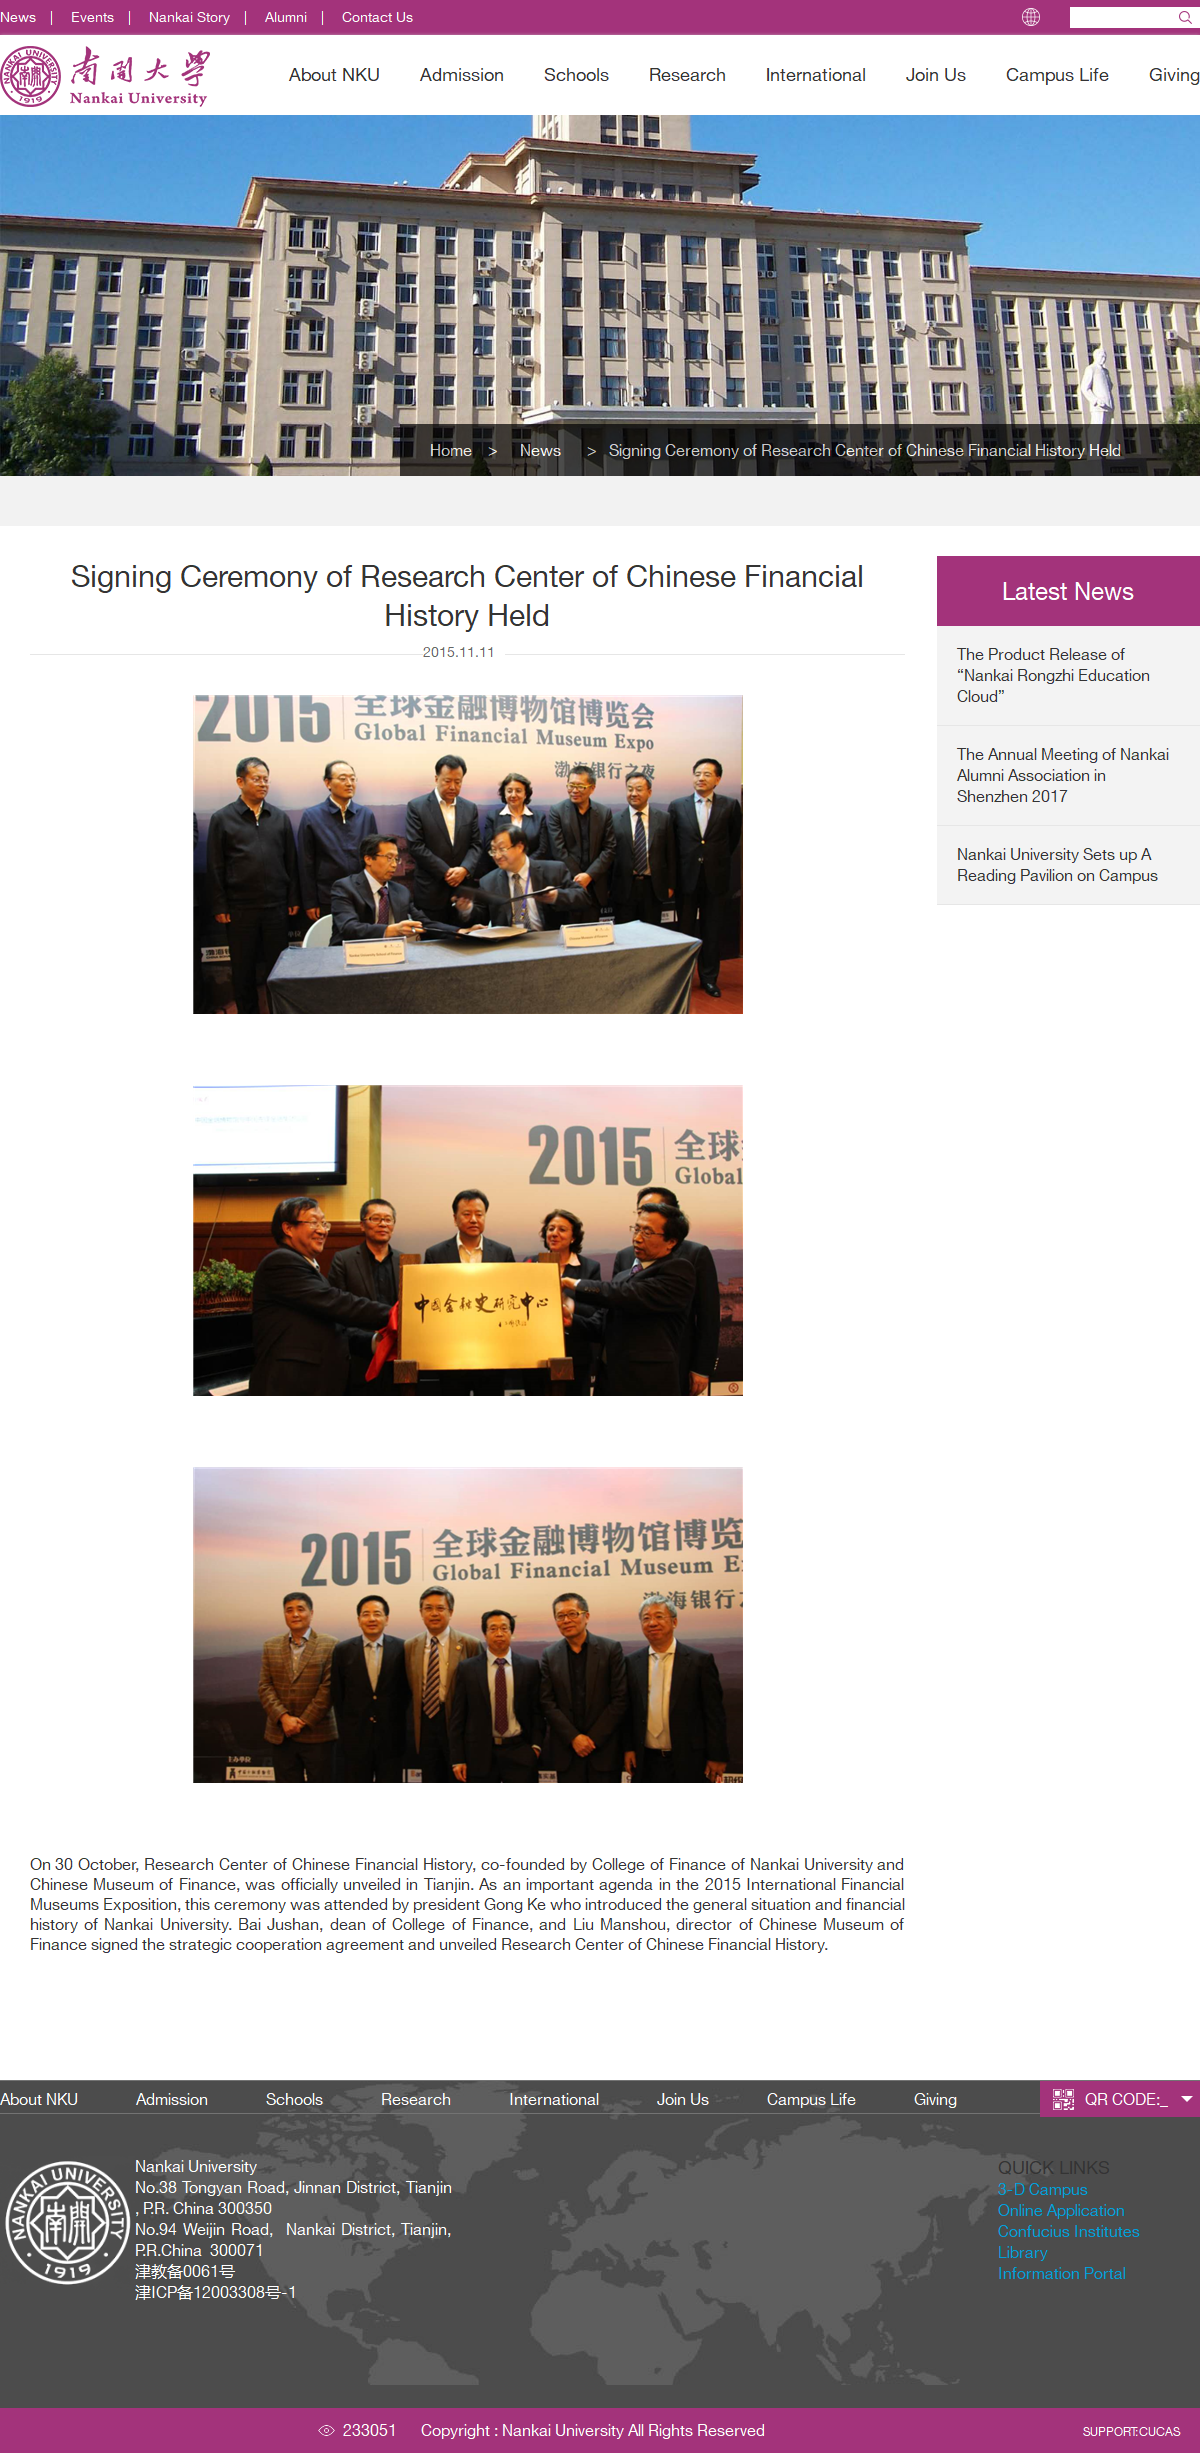 News | Events | Nankai Story | Alumni | Contact Us
NANKAI UNIVERSITY
1919
南開大學
Nankai University
About NKU Admission Schools Research International Join Us Campus Life Giving
Home > News > Signing Ceremony of Research Center of Chinese Financial History Held
Signing Ceremony of Research Center of Chinese Financial
History Held
2015.11.11
Latest News
The Product Release of
“Nankai Rongzhi Education
Cloud”
The Annual Meeting of Nankai
Alumni Association in
Shenzhen 2017
Nankai University Sets up A
Reading Pavilion on Campus
2015 全球金融博物馆博览会
Global Financial Museum Expo
渤海银行之夜
2015 全球
Global
中国金融史研究中心
2015 全球金融博物馆博览
Global Financial Museum E
渤海银行之
主办单位
On 30 October, Research Center of Chinese Financial History, co-founded by College of Finance of Nankai University and
Chinese Museum of Finance, was officially unveiled in Tianjin. As an important agenda in the 2015 International Financial
Museums Exposition, this ceremony was attended by president Gong Ke who introduced the general situation and financial
history of Nankai University. Bai Jushan, dean of College of Finance, and Liu Manshou, director of Chinese Museum of
Finance signed the strategic cooperation agreement and unveiled Research Center of Chinese Financial History.
About NKU Admission Schools Research International Join Us Campus Life Giving QR CODE:_
NANKAI UNIVERSITY
南開
1919
Nankai University
No.38 Tongyan Road, Jinnan District, Tianjin
, P.R. China 300350
No.94 Weijin Road, Nankai District, Tianjin,
P.R.China 300071
津教备0061号
津ICP备12003308号-1
QUICK LINKS
3-D Campus
Online Application
Confucius Institutes
Library
Information Portal
233051 Copyright : Nankai University All Rights Reserved
SUPPORT:CUCAS